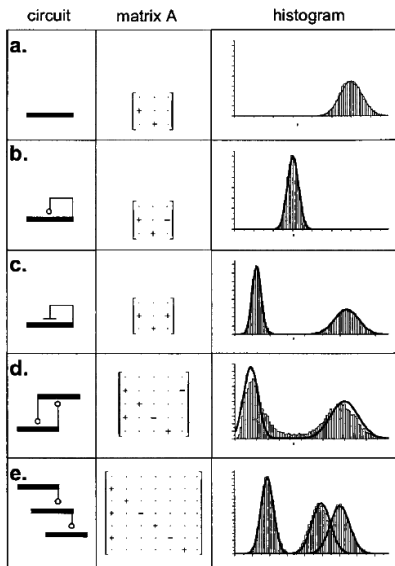 circuit matrix A histogram
a.
+
+
b.
+ −
+
c.
+ +
+
d.
−
+
+
+ −
+
e.
+
+
+ −
+
+ −
+